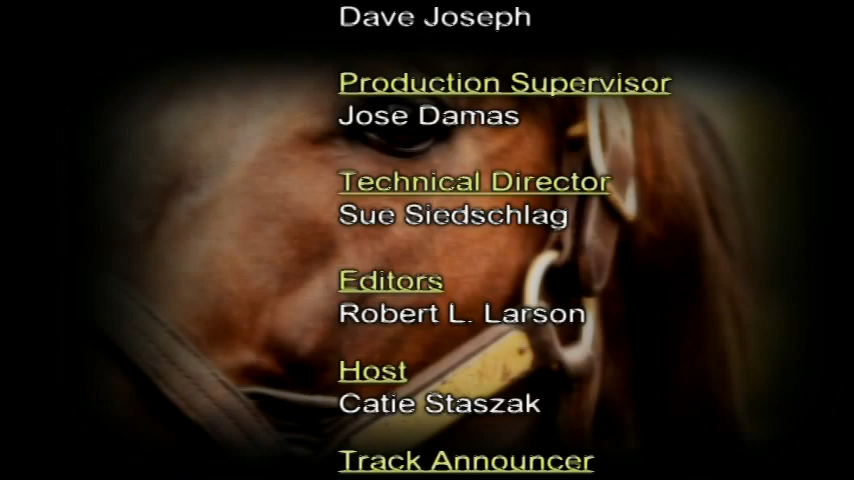 Dave Joseph
Production Supervisor
Jose Damas
Technical Director
Sue Siedschlag
Editors
Robert L. Larson
Host
Catie Staszak
Track Announcer